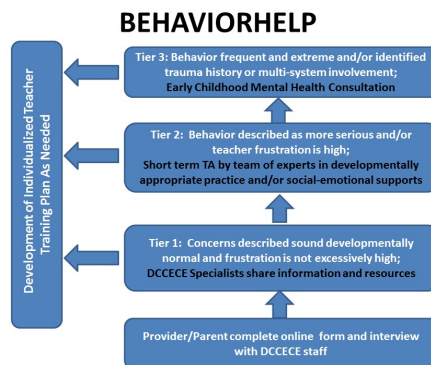 BEHAVIORHELP
Development of Individualized Teacher
Training Plan As Needed
Tier 3: Behavior frequent and extreme and/or identified
trauma history or multi-system involvement;
Early Childhood Mental Health Consultation
Tier 2:  Behavior described as more serious and/or
teacher frustration is high;
Short term TA by team of experts in developmentally
appropriate practice and/or social-emotional supports
Tier 1:  Concerns described sound developmentally
normal and frustration is not excessively high;
DCCECE Specialists share information and resources
Provider/Parent complete online  form and interview
with DCCECE staff